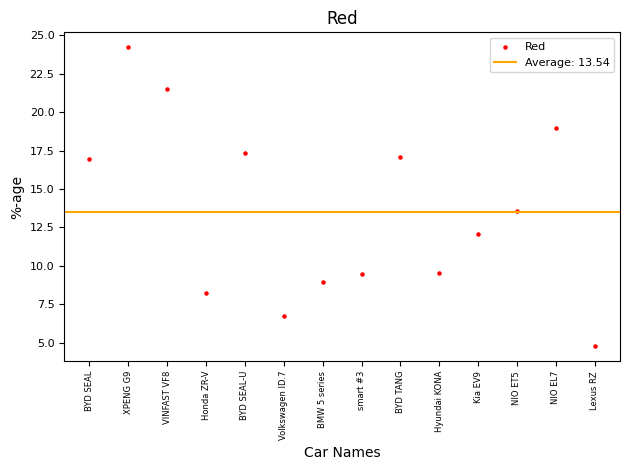 Red
25.0
22.5
20.0
17.5
15.0
12.5
10.0
7.5
5.0
%-age
Red
Average: 13.54
BYD SEAL
XPENG G9
VINFAST VF8
Honda ZR-V
BYD SEAL-U
Volkswagen ID.7
BMW 5 series
smart #3
BYD TANG
Hyundai KONA
Kia EV9
NIO ET5
NIO EL7
Lexus RZ
Car Names